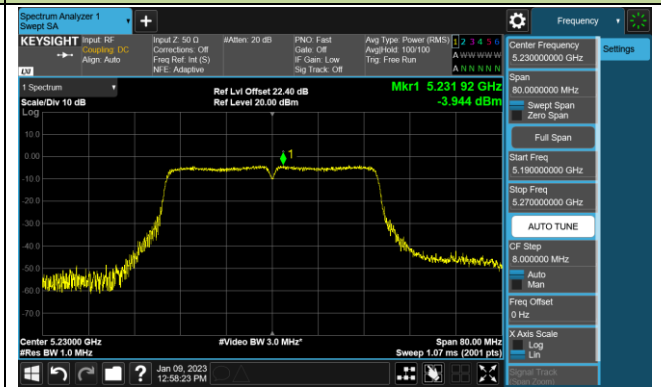 Spectrum Analyzer 1
Swept SA
+
Frequency
KEYSIGHT
Input: RF
Coupling: DC
Align: Auto
Input Z: 50 Ω
Corrections: Off
Freq Ref: Int (S)
NFE: Adaptive
#Atten: 20 dB
PNO: Fast
Gate: Off
IF Gain: Low
Sig Track: Off
Avg Type: Power (RMS)
Avg|Hold: 100/100
Trig: Free Run
1 2 3 4 5 6
A W W W W W
A N N N N N
LXI
1 Spectrum
Scale/Div 10 dB
Log
Ref Lvl Offset 22.40 dB
Ref Level 20.00 dBm
Mkr1 5.231 92 GHz
-3.944 dBm
10.0
0.00
-10.0
-20.0
-30.0
-40.0
-50.0
-60.0
-70.0
1
Center 5.23000 GHz
#Res BW 1.0 MHz
#Video BW 3.0 MHz*
Span 80.00 MHz
Sweep 1.07 ms (2001 pts)
Jan 09, 2023
12:58:23 PM
?
Settings
Center Frequency
5.230000000 GHz
Span
80.0000000 MHz
Swept Span
Zero Span
Full Span
Start Freq
5.190000000 GHz
Stop Freq
5.270000000 GHz
AUTO TUNE
CF Step
8.000000 MHz
Auto
Man
Freq Offset
0 Hz
X Axis Scale
Log
Lin
Signal Track
(Span Zoom)